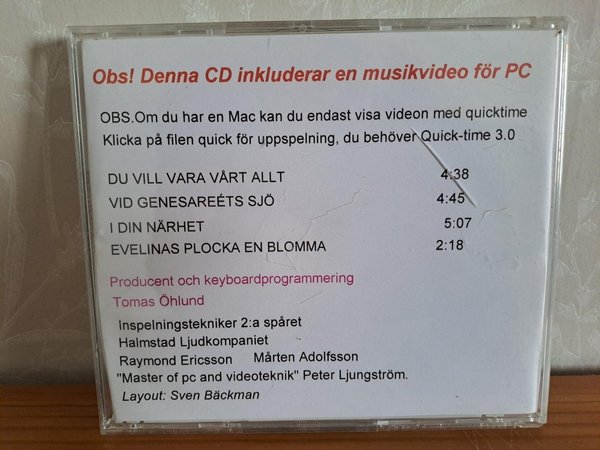 Obs! Denna CD inkluderar en musikvideo för PC
OBS.Om du har en Mac kan du endast visa videon med quicktime
Klicka på filen quick för uppspelning, du behöver Quick-time 3.0
DU VILL VARA VÅRT ALLT 4:38
VID GENESAREÉTS SJÖ 4:45
I DIN NÄRHET 5:07
EVELINAS PLOCKA EN BLOMMA 2:18
Producent och keyboardprogrammering
Tomas Öhlund
Inspelningstekniker 2:a spåret
Halmstad Ljudkompaniet
Raymond Ericsson Mårten Adolfsson
"Master of pc and videoteknik" Peter Ljungström.
Layout: Sven Bäckman